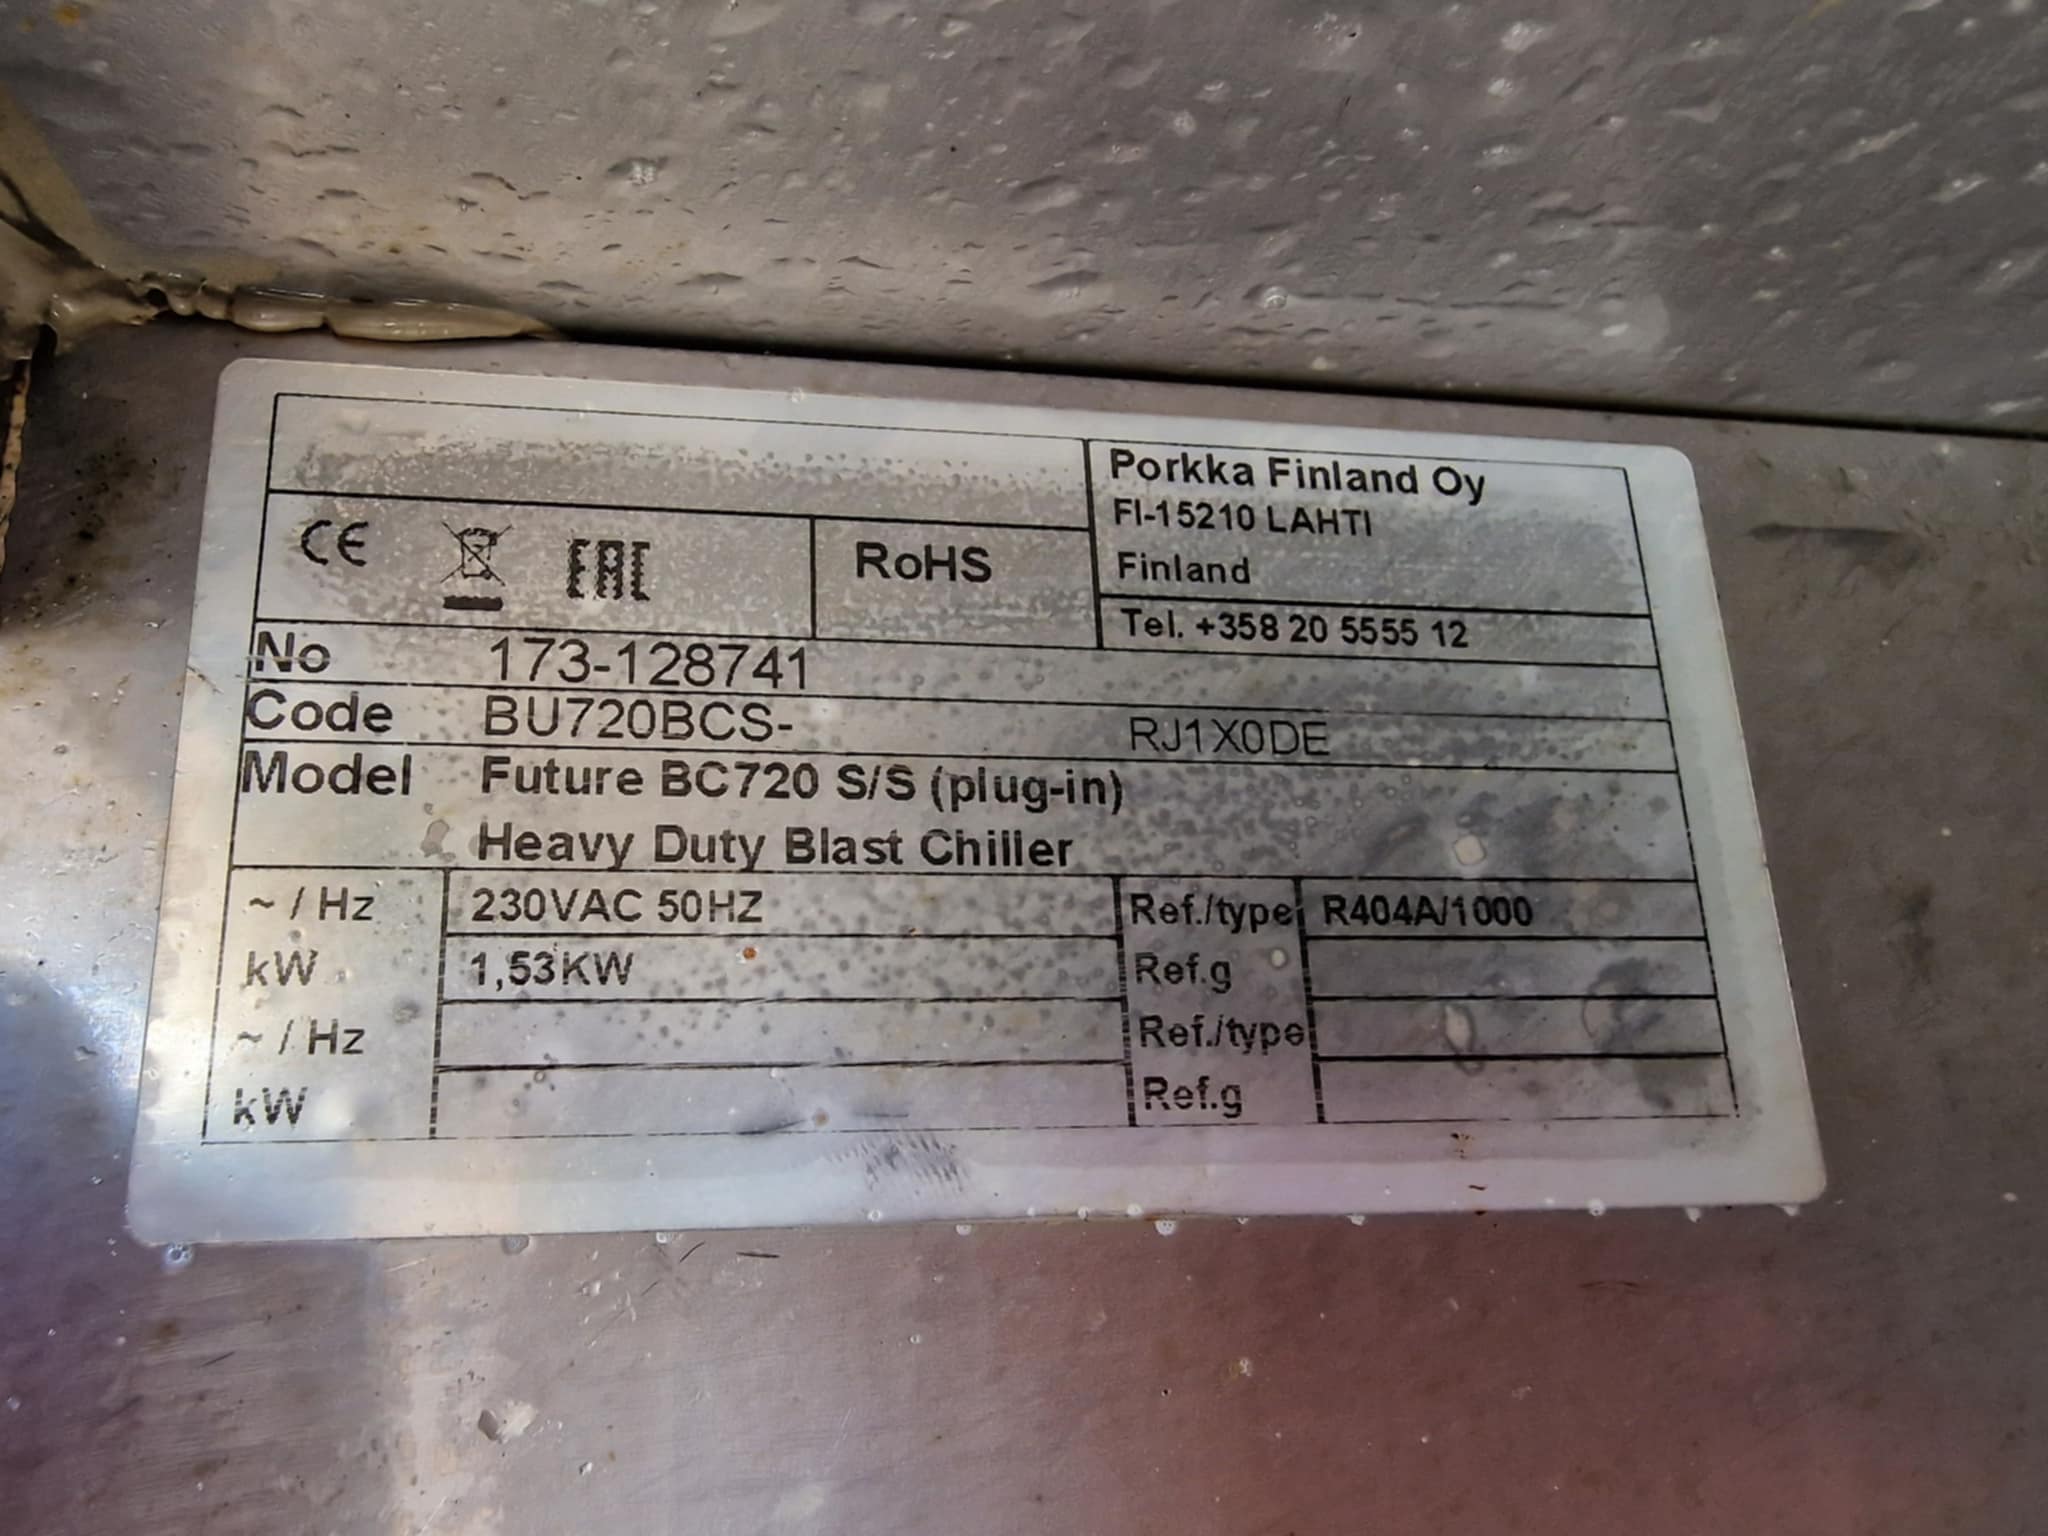 Porkka Finland Oy
FI-15210 LAHTI
Finland
Tel. +358 20 5555 12
CE EAC RoHS
No 173-128741
Code BU720BCS- RJ1X0DE
Model Future BC720 S/S (plug-in)
Heavy Duty Blast Chiller
~ / Hz 230VAC 50HZ Ref./type R404A/1000
kW 1,53KW Ref.g
~ / Hz Ref./type
kW Ref.g